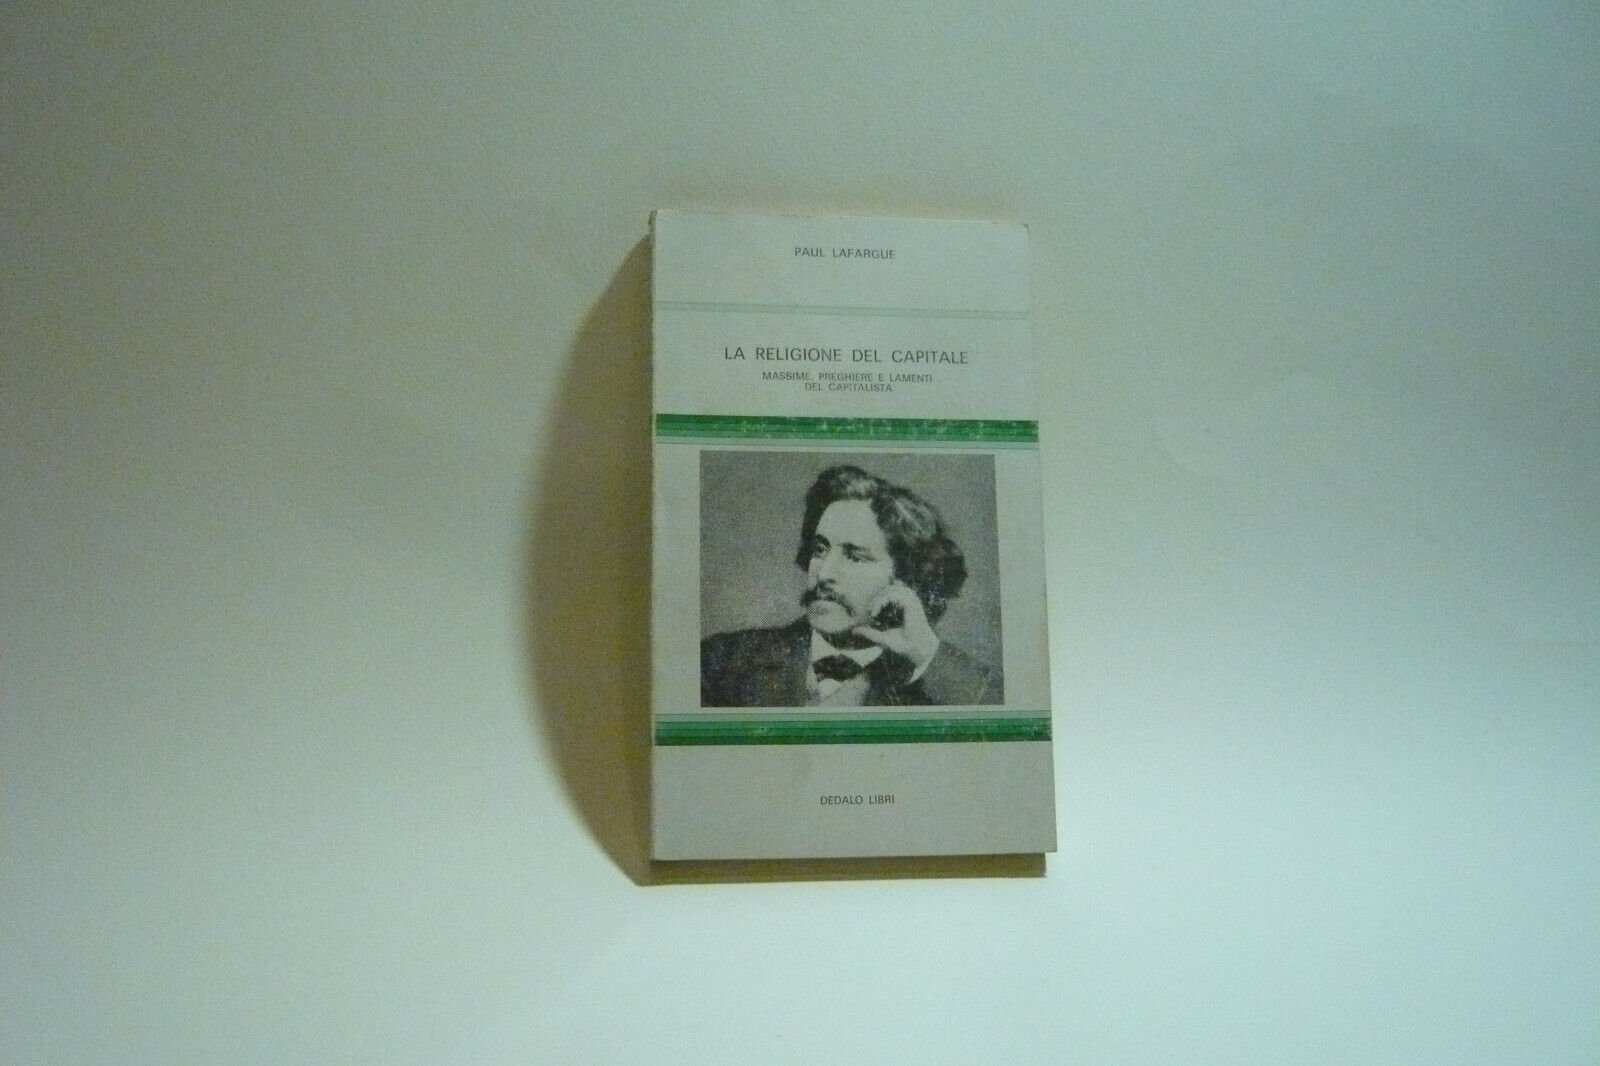 PAUL LAFARGUE
LA RELIGIONE DEL CAPITALE
MASSIME, PREGHIERE E LAMENTI
DEL CAPITALISTA
DEDALO LIBRI